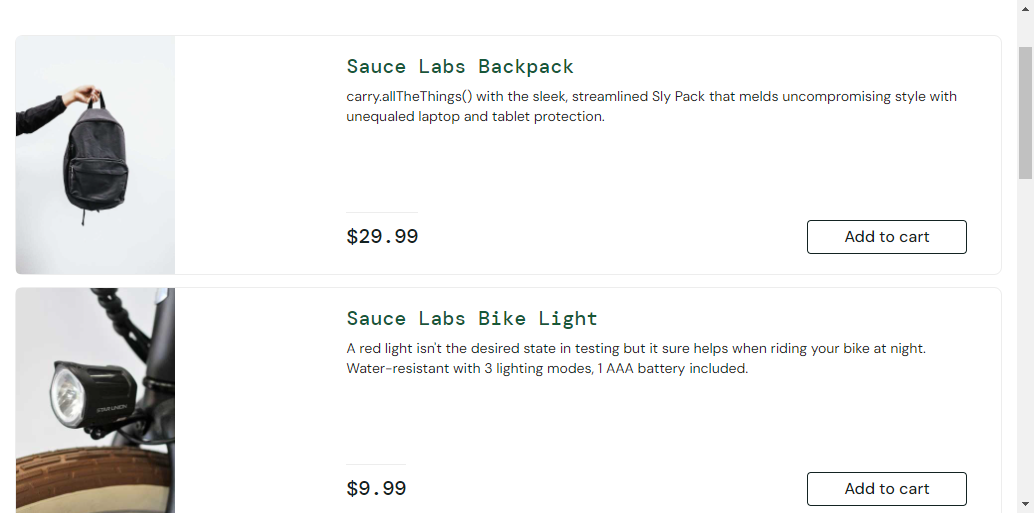 Sauce Labs Backpack
carry.allTheThings() with the sleek, streamlined Sly Pack that melds uncompromising style with
unequaled laptop and tablet protection.
$29.99
Add to cart
Sauce Labs Bike Light
A red light isn't the desired state in testing but it sure helps when riding your bike at night.
Water-resistant with 3 lighting modes, 1 AAA battery included.
$9.99
Add to cart